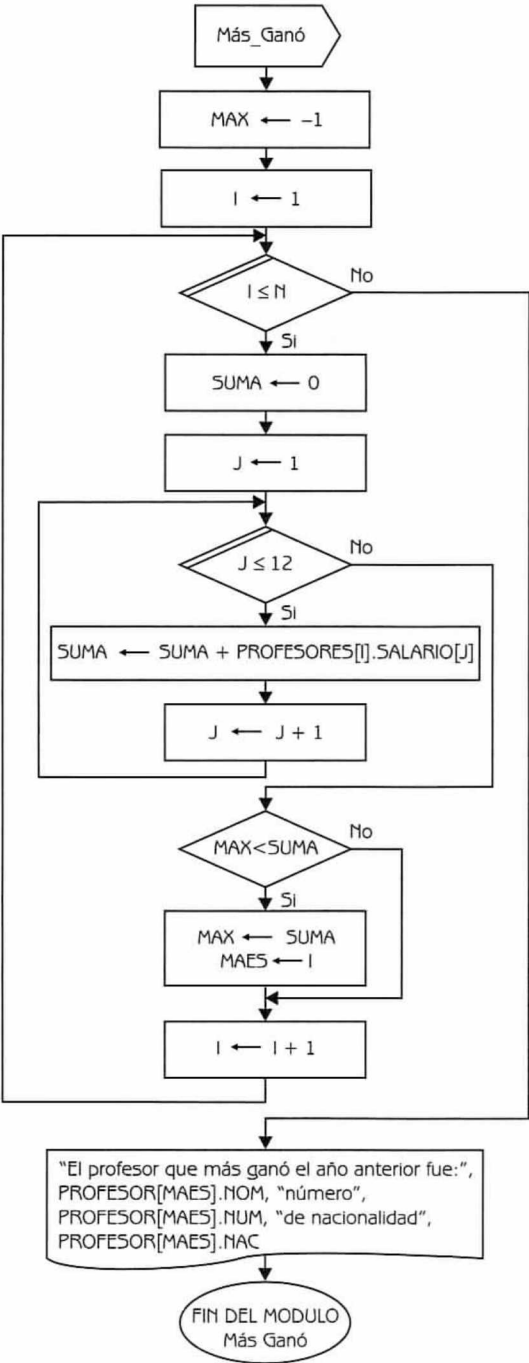 Más_Ganó
MAX ← –1
I ← 1
I ≤ N
No
Si
SUMA ← 0
J ← 1
J ≤ 12
No
Si
SUMA ← SUMA + PROFESORES[I].SALARIO[J]
J ← J + 1
MAX<SUMA
No
Si
MAX ← SUMA
MAES ← I
I ← I + 1
“El profesor que más ganó el año anterior fue:”,
PROFESOR[MAES].NOM, “número”,
PROFESOR[MAES].NUM, “de nacionalidad”,
PROFESOR[MAES].NAC
FIN DEL MODULO
Más Ganó